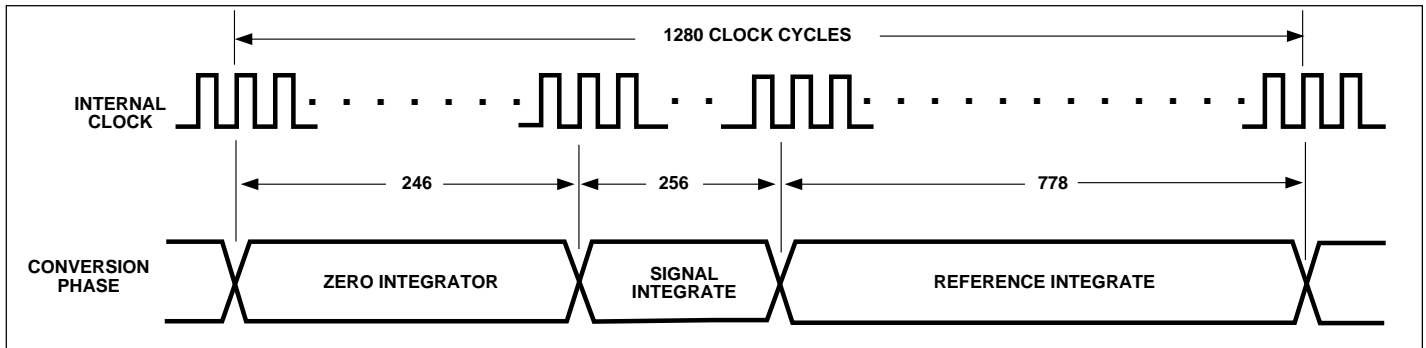 1280 CLOCK CYCLES
INTERNAL
CLOCK
246
256
778
CONVERSION
PHASE
ZERO INTEGRATOR
SIGNAL
INTEGRATE
REFERENCE INTEGRATE